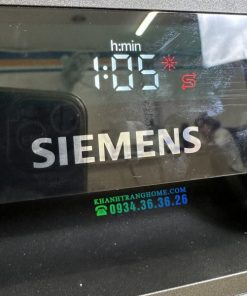 h:min
1:05
SIEMENS
KHANHTRANGHOME.COM
☎0934.36.36.26